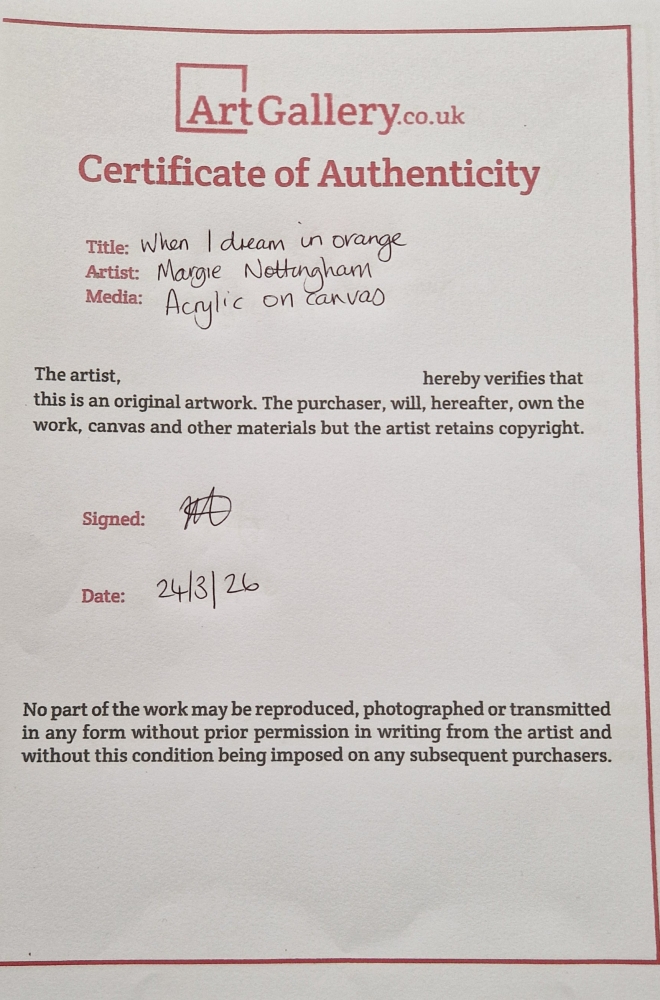 ArtGallery.co.uk
Certificate of Authenticity
Title: When I dream in orange
Artist: Margie Nottingham
Media: Acrylic on canvas
The artist, hereby verifies that
this is an original artwork. The purchaser, will, hereafter, own the
work, canvas and other materials but the artist retains copyright.
Signed:
Date: 24/3/26
No part of the work may be reproduced, photographed or transmitted
in any form without prior permission in writing from the artist and
without this condition being imposed on any subsequent purchasers.